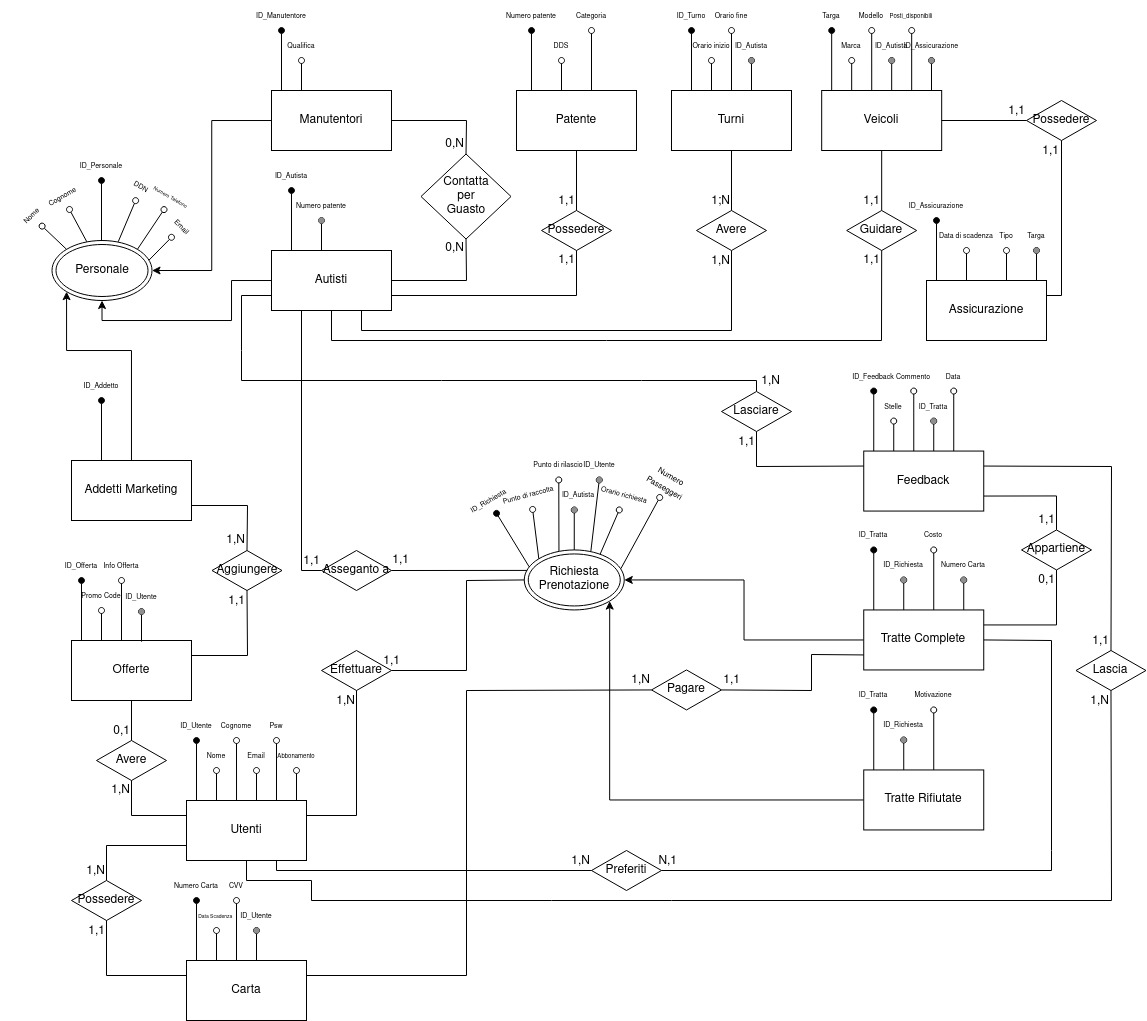 ID_Manutentore
Qualifica
Manutentori
Numero patente
DDS
Categoria
Patente
ID_Turno
Orario inizio
Orario fine
ID_Autista
Turni
Targa
Marca
Modello
ID_Autista
Posti_disponibili
ID_Assicurazione
Veicoli
1,1
Possedere
1,1
0,N
Contatta
per
Guasto
0,N
ID_Personale
Nome
Cognome
DDN
Numero Telefono
Email
Personale
ID_Autista
Numero patente
Autisti
1,1
Possedere
1,1
1;N
Avere
1,N
1,1
Guidare
1,1
ID_Assicurazione
Data di scadenza
Tipo
Targa
Assicurazione
ID_Addetto
Addetti Marketing
1,N
Lasciare
1,1
ID_Feedback
Stelle
Commento
ID_Tratta
Data
Feedback
1,N
Aggiungere
1,1
1,1
Asseganto a
1,1
ID_Richiesta
Punto di raccolta
Punto di rilascio
ID_Autista
ID_Utente
Orario richiesta
Numero
Passeggeri
Richiesta
Prenotazione
1,1
Appartiene
0,1
ID_Tratta
ID_Richiesta
Costo
Numero Carta
Tratte Complete
ID_Offerta
Promo Code
Info Offerta
ID_Utente
Offerte
Effettuare
1,1
1,N
1,N
Pagare
1,1
1,1
Lascia
1,N
ID_Tratta
ID_Richiesta
Motivazione
Tratte Rifiutate
0,1
Avere
1,N
ID_Utente
Nome
Cognome
Email
Psw
Abbonamento
Utenti
1,N
Preferiti
N,1
1,N
Possedere
1,1
Numero Carta
Data Scadenza
CVV
ID_Utente
Carta